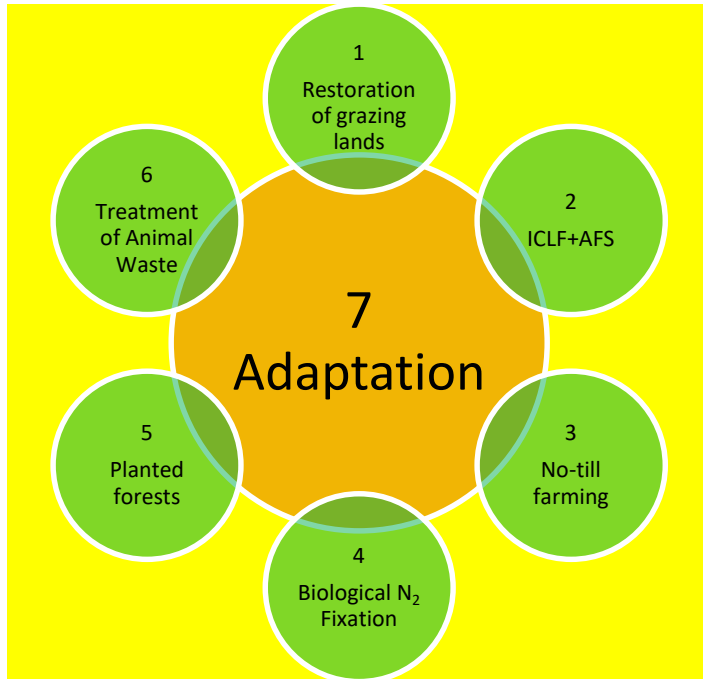 1
Restoration
of grazing
lands
2
ICLF+AFS
3
No-till
farming
4
Biological N₂
Fixation
5
Planted
forests
6
Treatment
of Animal
Waste
7
Adaptation